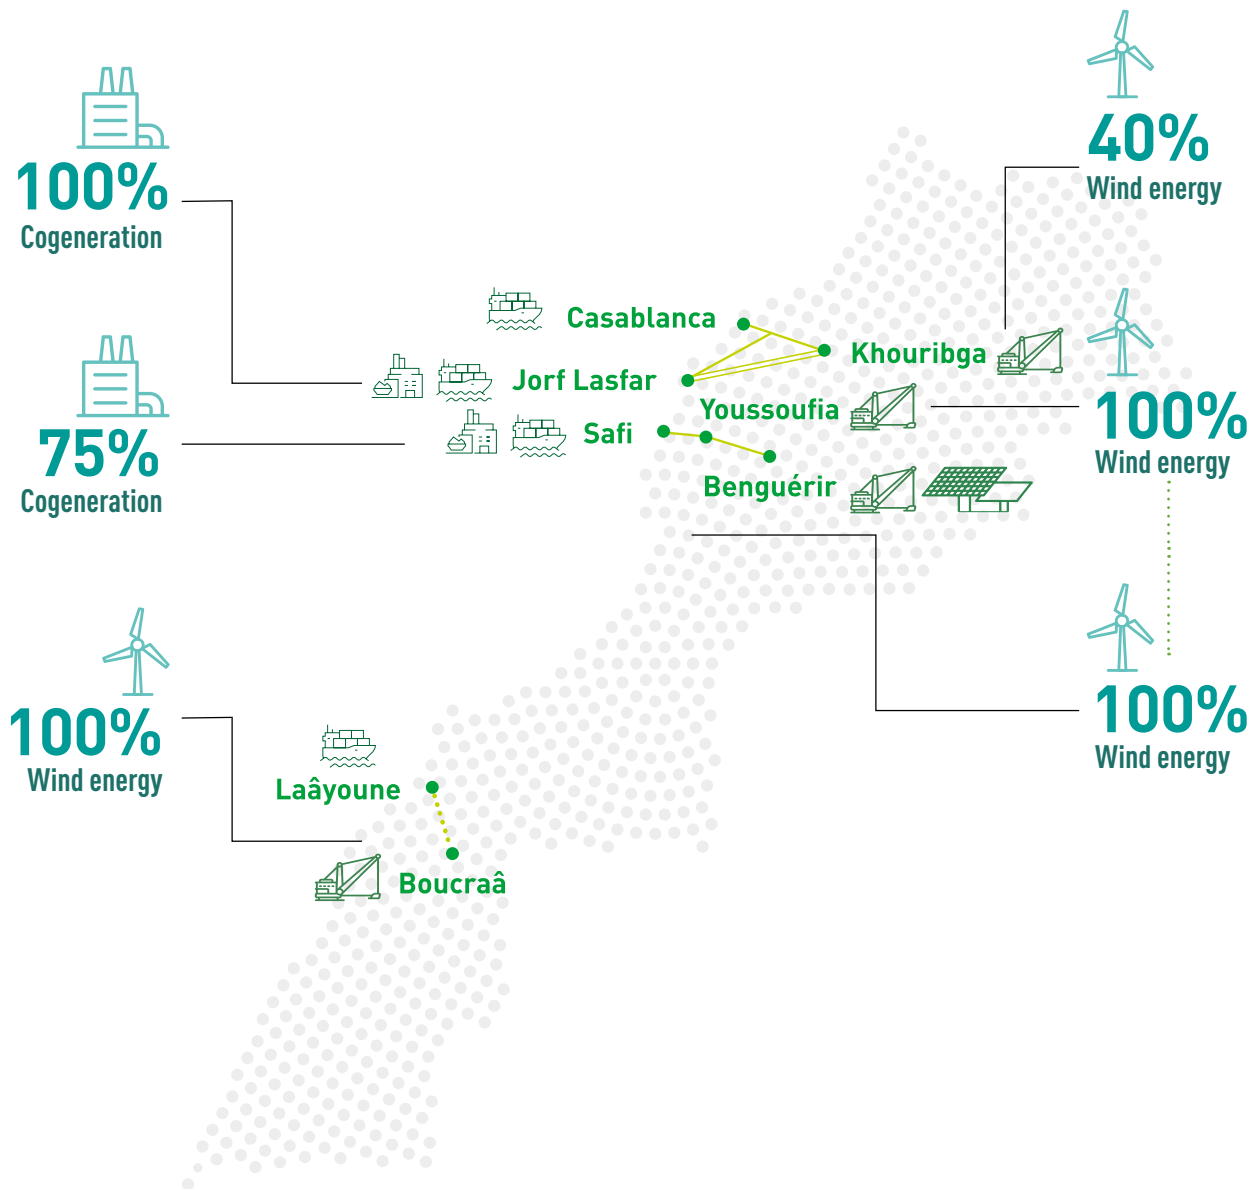 100%
Cogeneration
75%
Cogeneration
100%
Wind energy
40%
Wind energy
100%
Wind energy
100%
Wind energy
Casablanca
Khouribga
Jorf Lasfar
Youssoufia
Safi
Benguérir
Laâyoune
Boucraâ